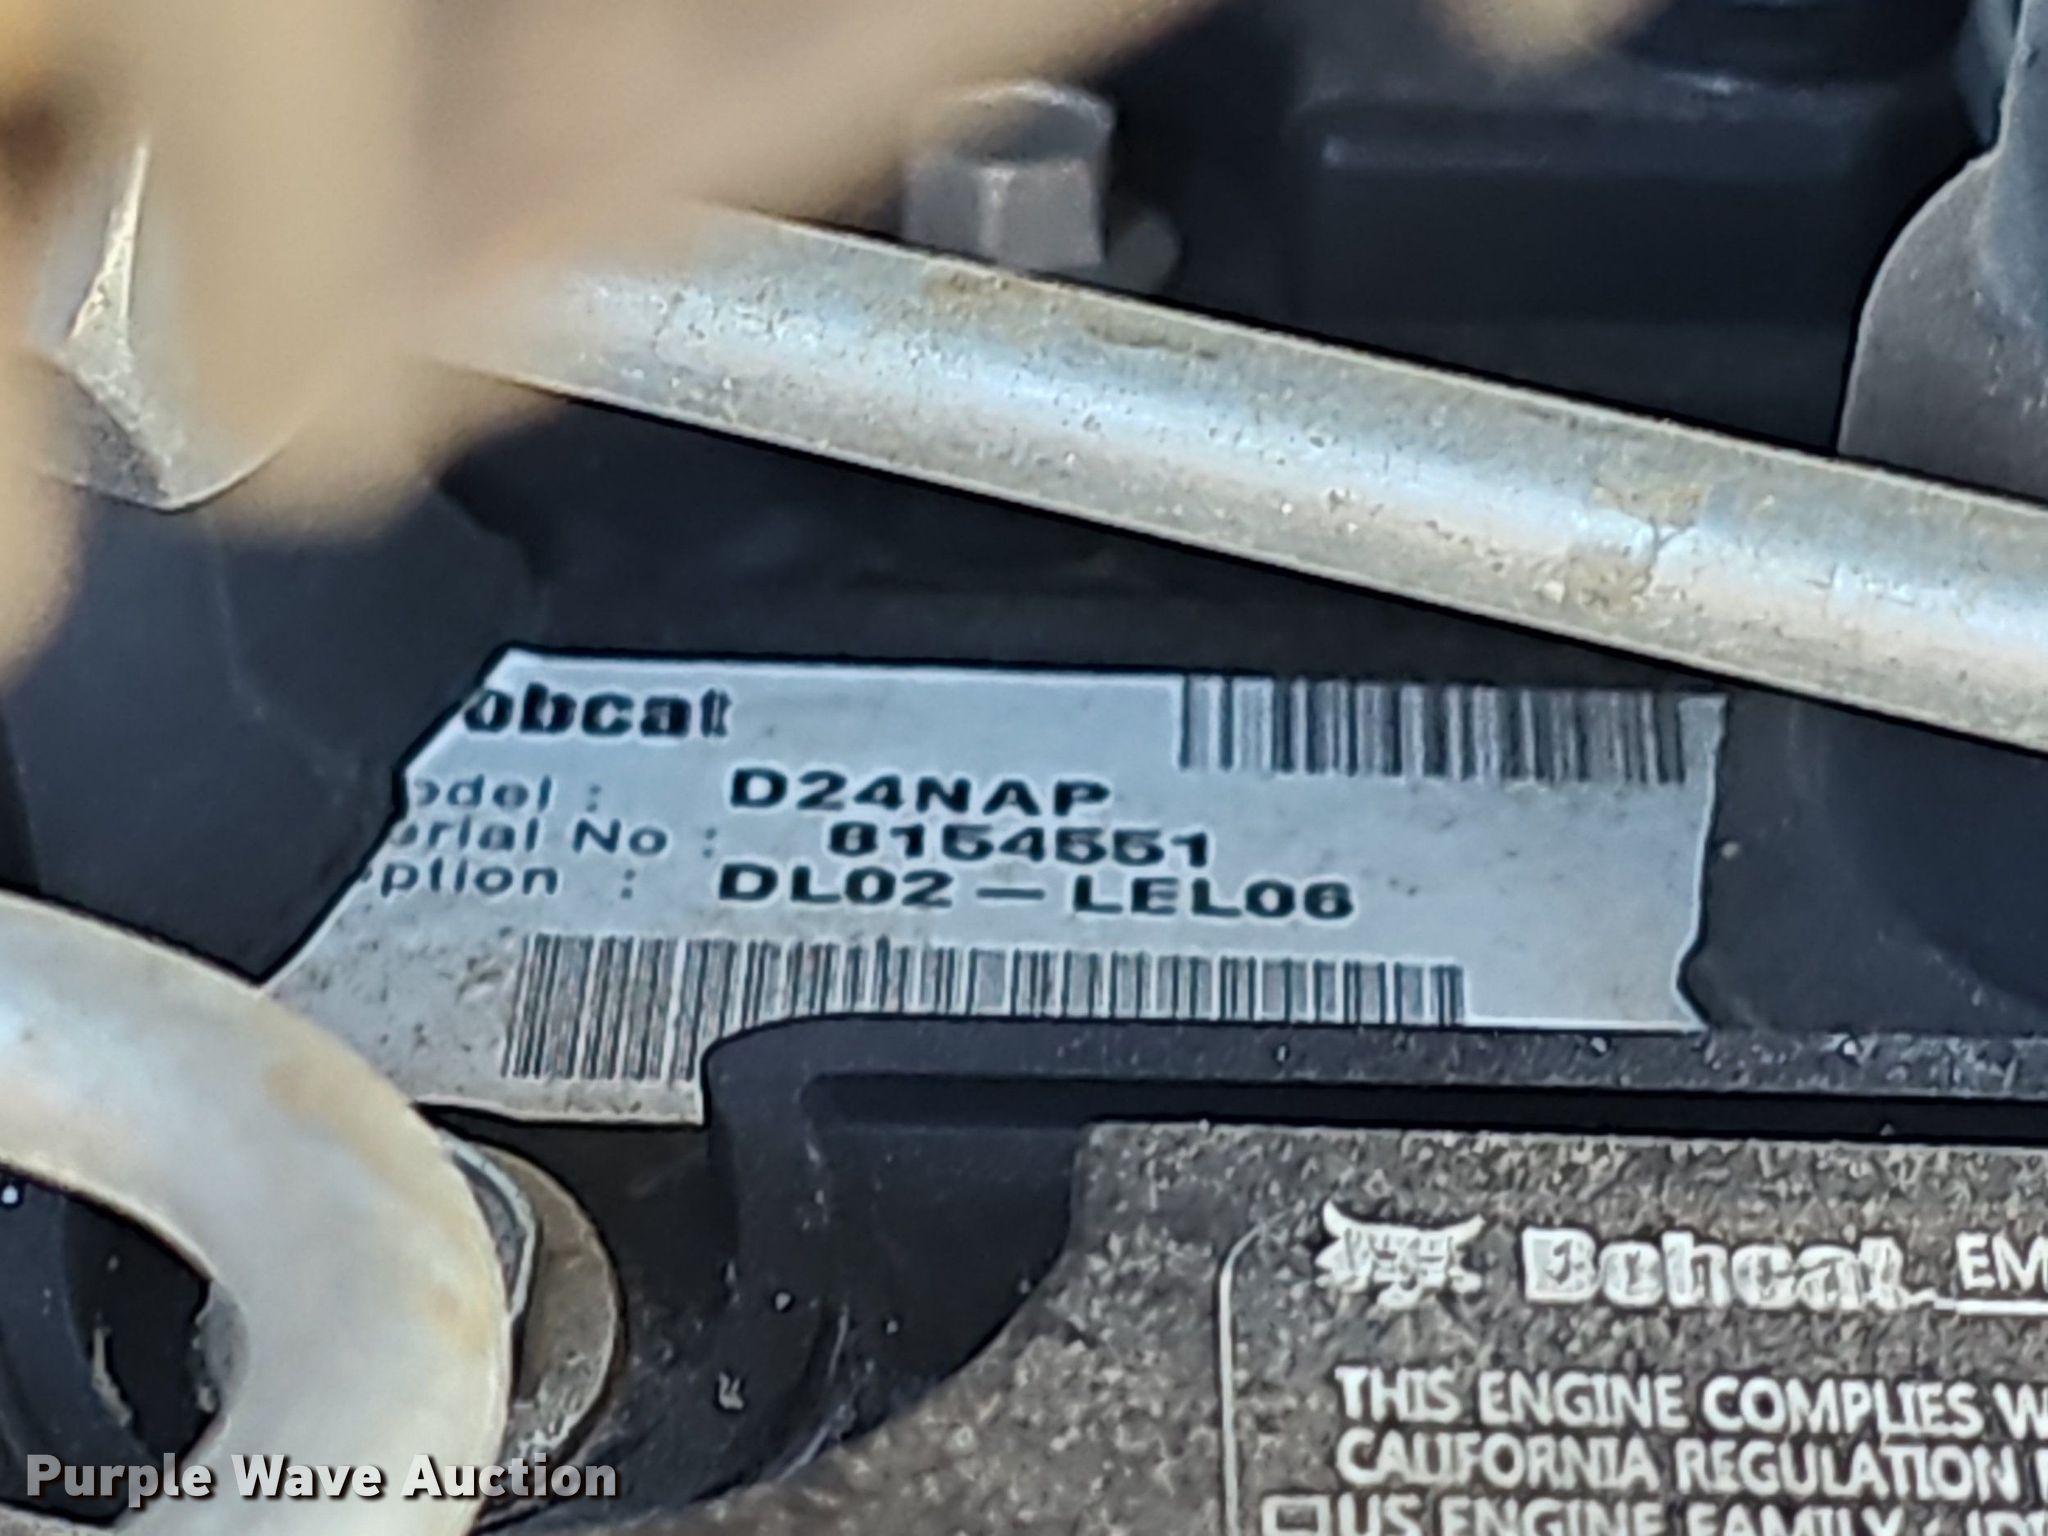 obcat
odel : D24NAP
erial No : 8154551
ption : DL02-LEL06
Bobcat EM
THIS ENGINE COMPLIES W
CALIFORNIA REGULATION
US ENGINE FAMILY
Purple Wave Auction